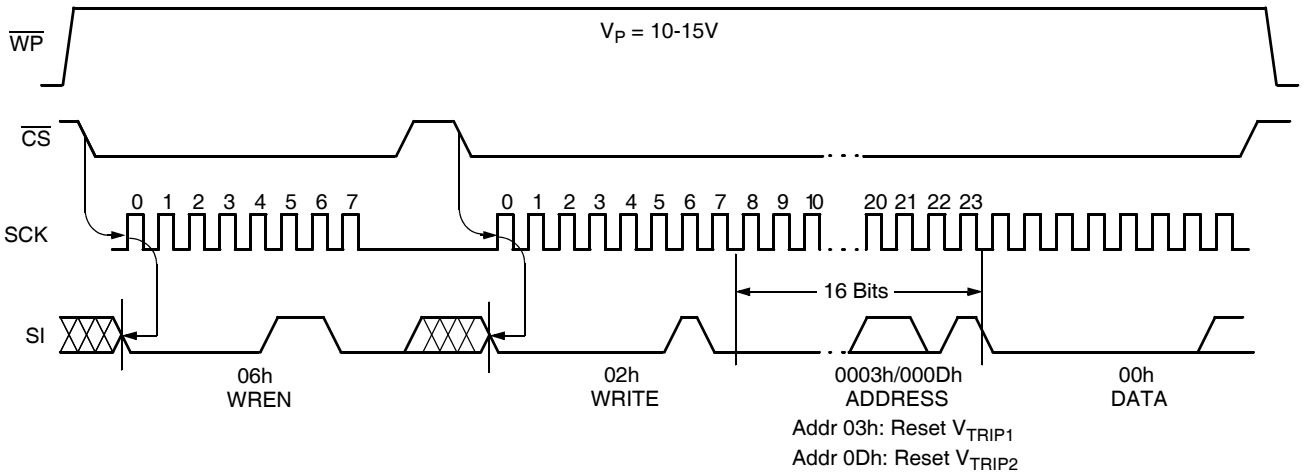 WP
V_P = 10-15V
CS
0 1 2 3 4 5 6 7 0 1 2 3 4 5 6 7 8 9 10 20 21 22 23
SCK
16 Bits
SI
06h
WREN
02h
WRITE
0003h/000Dh
ADDRESS
00h
DATA
Addr 03h: Reset V_TRIP1
Addr 0Dh: Reset V_TRIP2